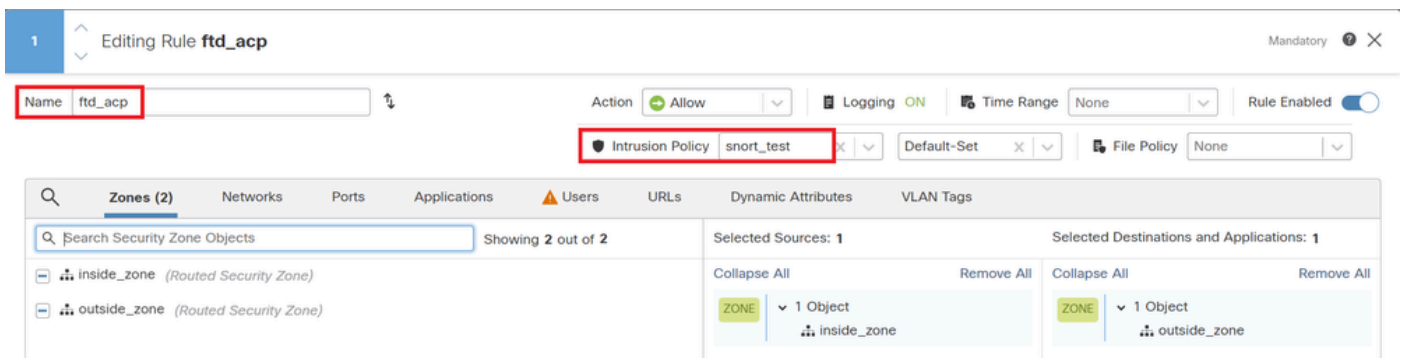 1 Editing Rule ftd_acp Mandatory ?
Name ftd_acp Action Allow Logging ON Time Range None Rule Enabled
Intrusion Policy snort_test X Default-Set X File Policy None
Zones (2) Networks Ports Applications Users URLs Dynamic Attributes VLAN Tags
Search Security Zone Objects Showing 2 out of 2 Selected Sources: 1 Selected Destinations and Applications: 1
inside_zone (Routed Security Zone) Collapse All Remove All Collapse All Remove All
outside_zone (Routed Security Zone) ZONE 1 Object ZONE 1 Object
inside_zone outside_zone